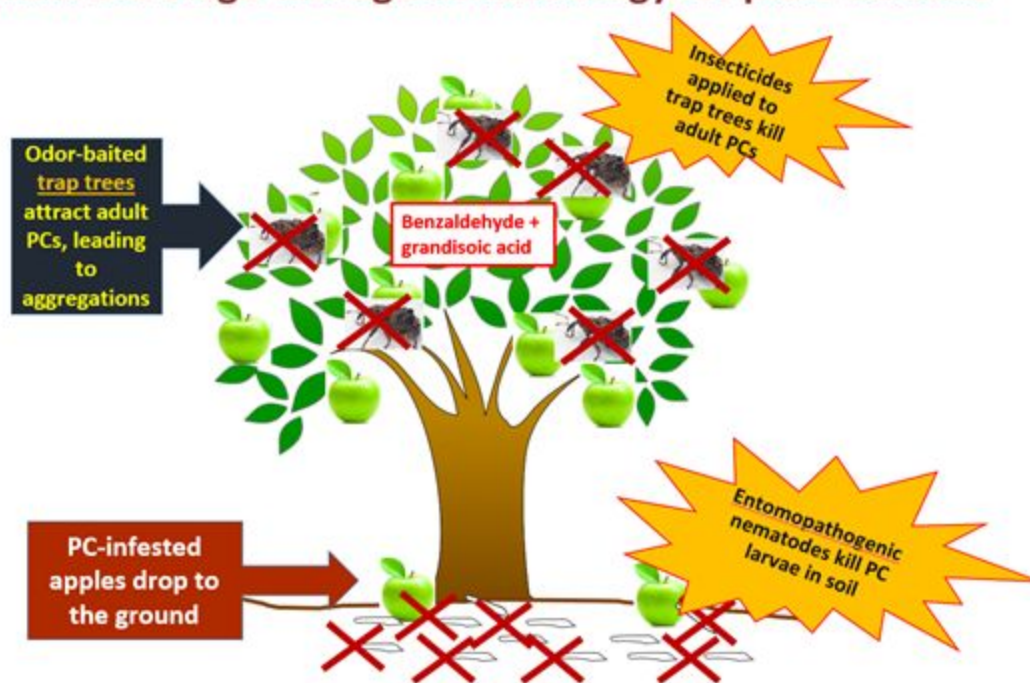 Odor-baited
trap trees
attract adult
PCs, leading
to
aggregations
Insecticides
applied to
trap trees kill
adult PCs
Benzaldehyde +
grandisoic acid
PC-infested
apples drop to
the ground
Entomopathogenic
nematodes kill PC
larvae in soil